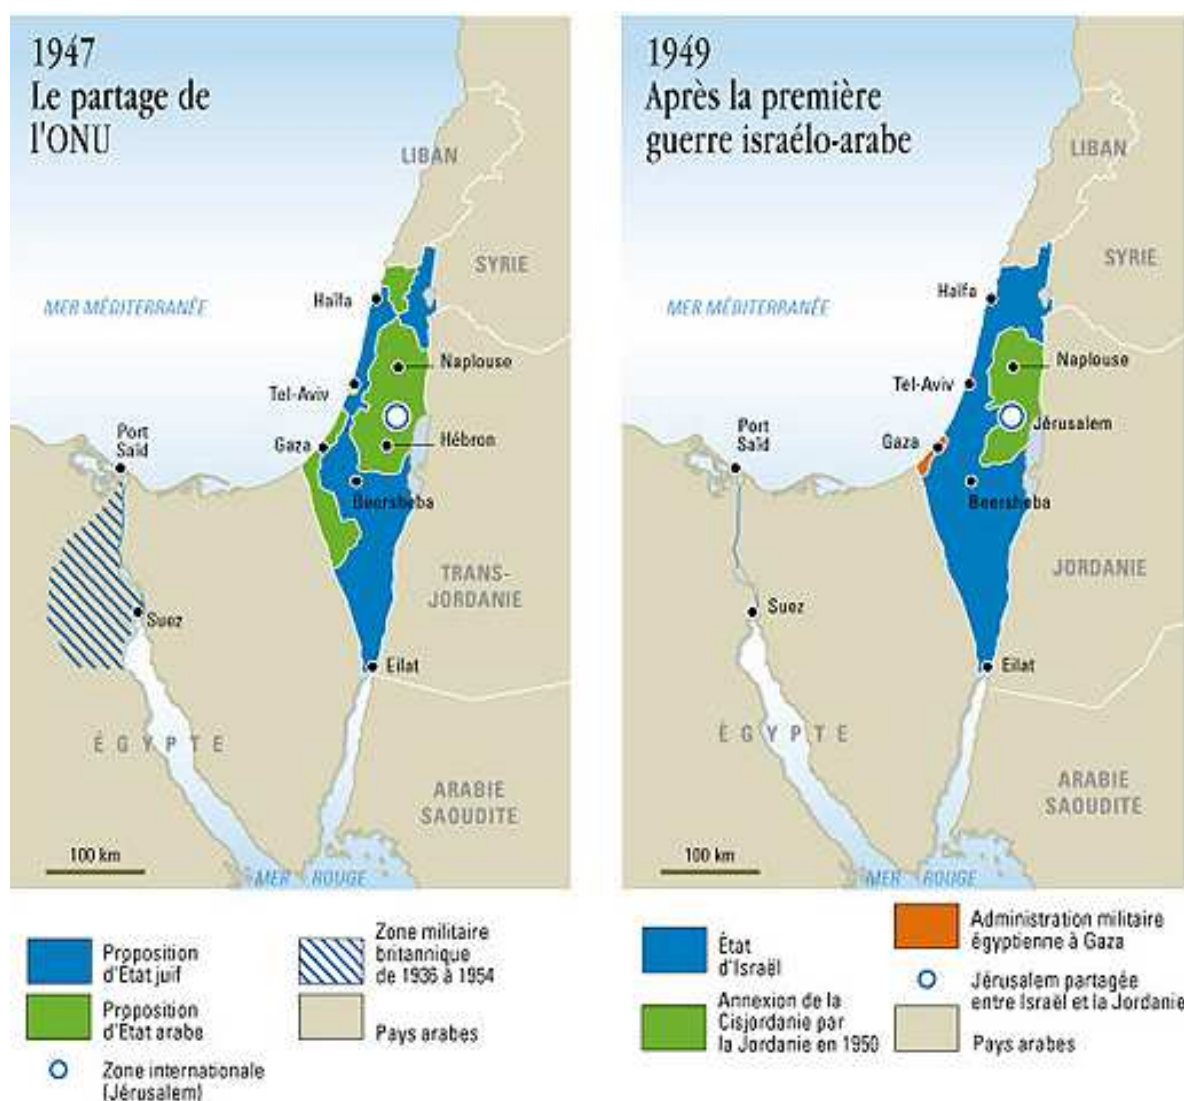 1947
Le partage de
l'ONU
LIBAN
SYRIE
MER MÉDITERRANÉE
Haïfa
Naplouse
Tel-Aviv
Port
Saïd
Gaza
Hébron
Beersheba
TRANS-
JORDANIE
Suez
Eilat
ÉGYPTE
ARABIE
SAOUDITE
100 km
MER ROUGE
Proposition
d'État juif
Proposition
d'État arabe
Zone internationale
(Jérusalem)
Zone militaire
britannique
de 1936 à 1954
Pays arabes
1949
Après la première
guerre israélo-arabe
LIBAN
SYRIE
MER MÉDITERRANÉE
Haïfa
Naplouse
Tel-Aviv
Jérusalem
Port
Saïd
Gaza
Beersheba
JORDANIE
Suez
Eilat
ÉGYPTE
ARABIE
SAOUDITE
100 km
MER ROUGE
État
d'Israël
Annexion de la
Cisjordanie par
la Jordanie en 1950
Administration militaire
égyptienne à Gaza
Jérusalem partagée
entre Israël et la Jordanie
Pays arabes